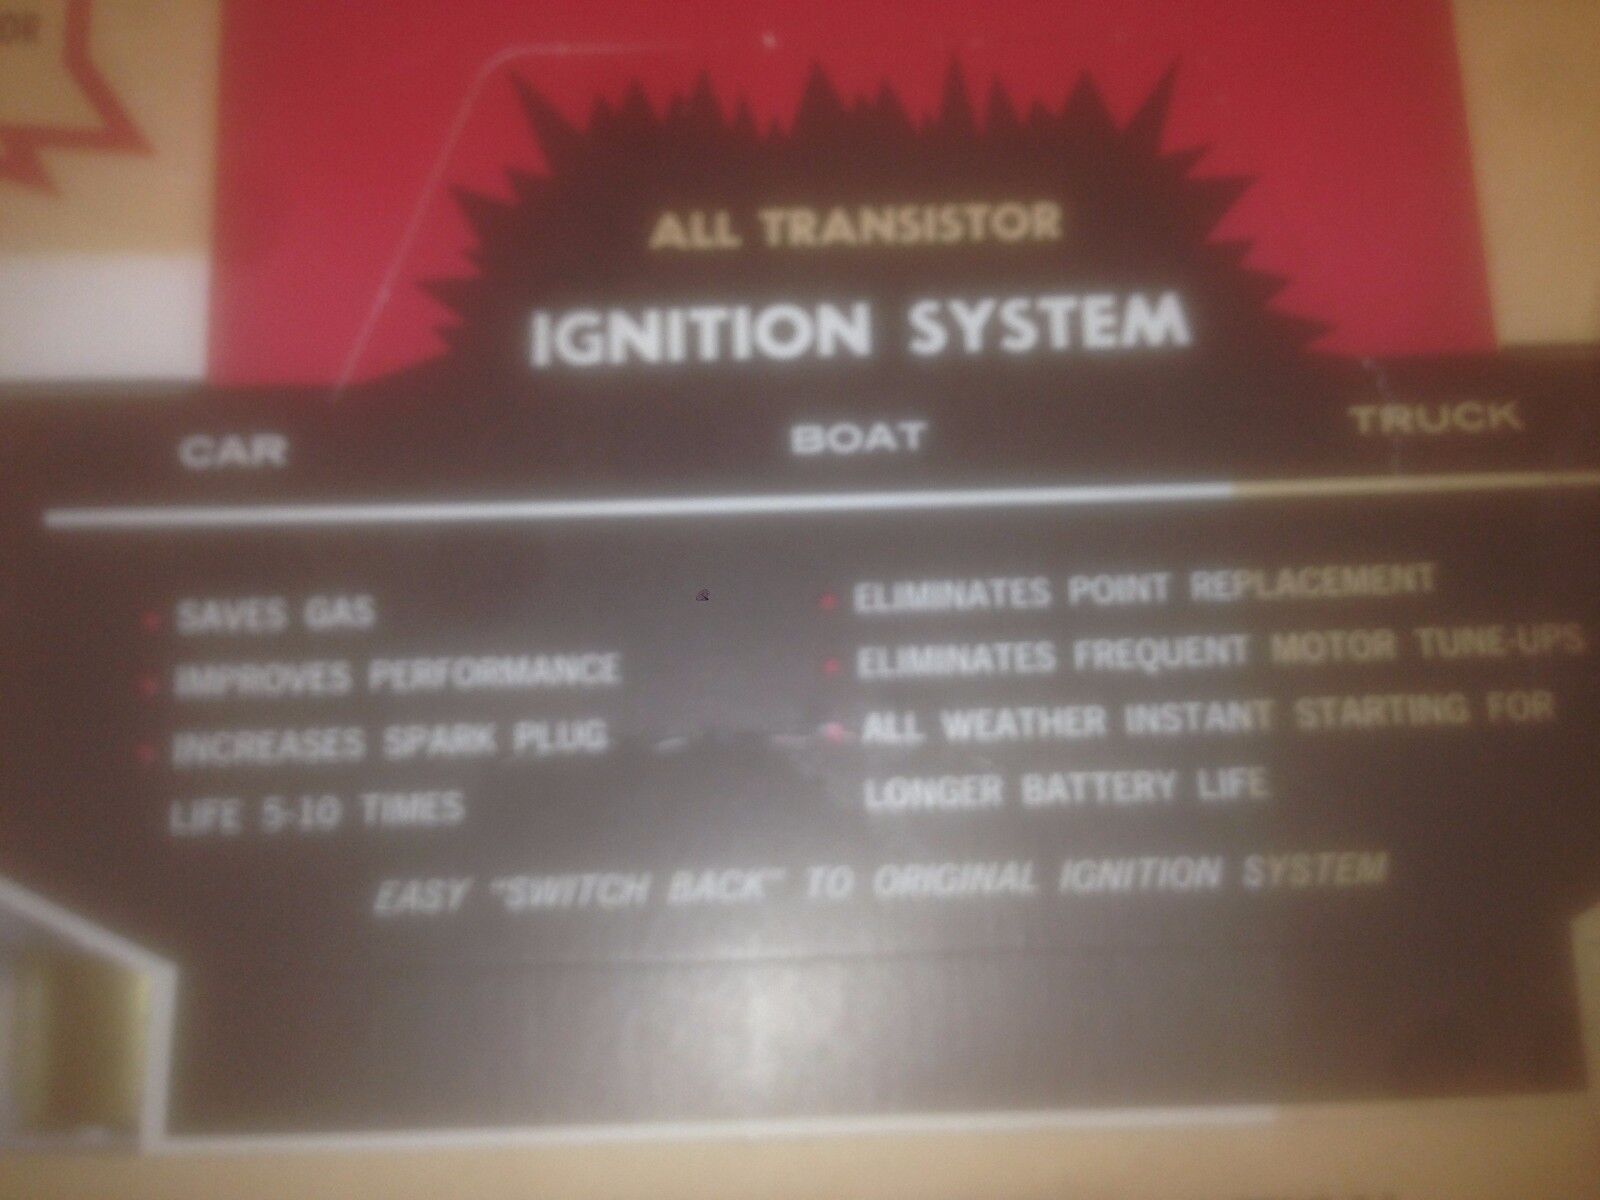 ALL TRANSISTOR
IGNITION SYSTEM
CAR BOAT TRUCK
SAVES GAS
IMPROVES PERFORMANCE
INCREASES SPARK PLUG
LIFE 5-10 TIMES
ELIMINATES POINT REPLACEMENT
ELIMINATES FREQUENT MOTOR TUNE-UPS
ALL WEATHER INSTANT STARTING FOR
LONGER BATTERY LIFE
EASY "SWITCH BACK" TO ORIGINAL IGNITION SYSTEM